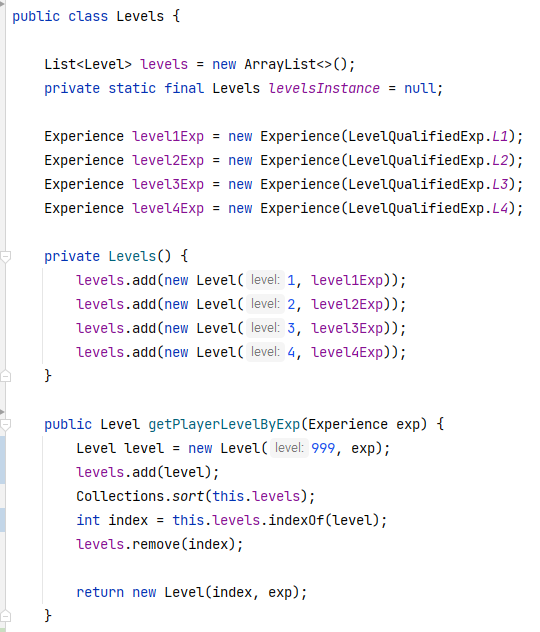 public class Levels {
    List<Level> levels = new ArrayList<>();
    private static final Levels levelsInstance = null;
    Experience level1Exp = new Experience(LevelQualifiedExp.L1);
    Experience level2Exp = new Experience(LevelQualifiedExp.L2);
    Experience level3Exp = new Experience(LevelQualifiedExp.L3);
    Experience level4Exp = new Experience(LevelQualifiedExp.L4);
    private Levels() {
        levels.add(new Level( level: 1, level1Exp));
        levels.add(new Level( level: 2, level2Exp));
        levels.add(new Level( level: 3, level3Exp));
        levels.add(new Level( level: 4, level4Exp));
    }
    public Level getPlayerLevelByExp(Experience exp) {
        Level level = new Level( level: 999, exp);
        levels.add(level);
        Collections.sort(this.levels);
        int index = this.levels.indexOf(level);
        levels.remove(index);
        return new Level(index, exp);
    }